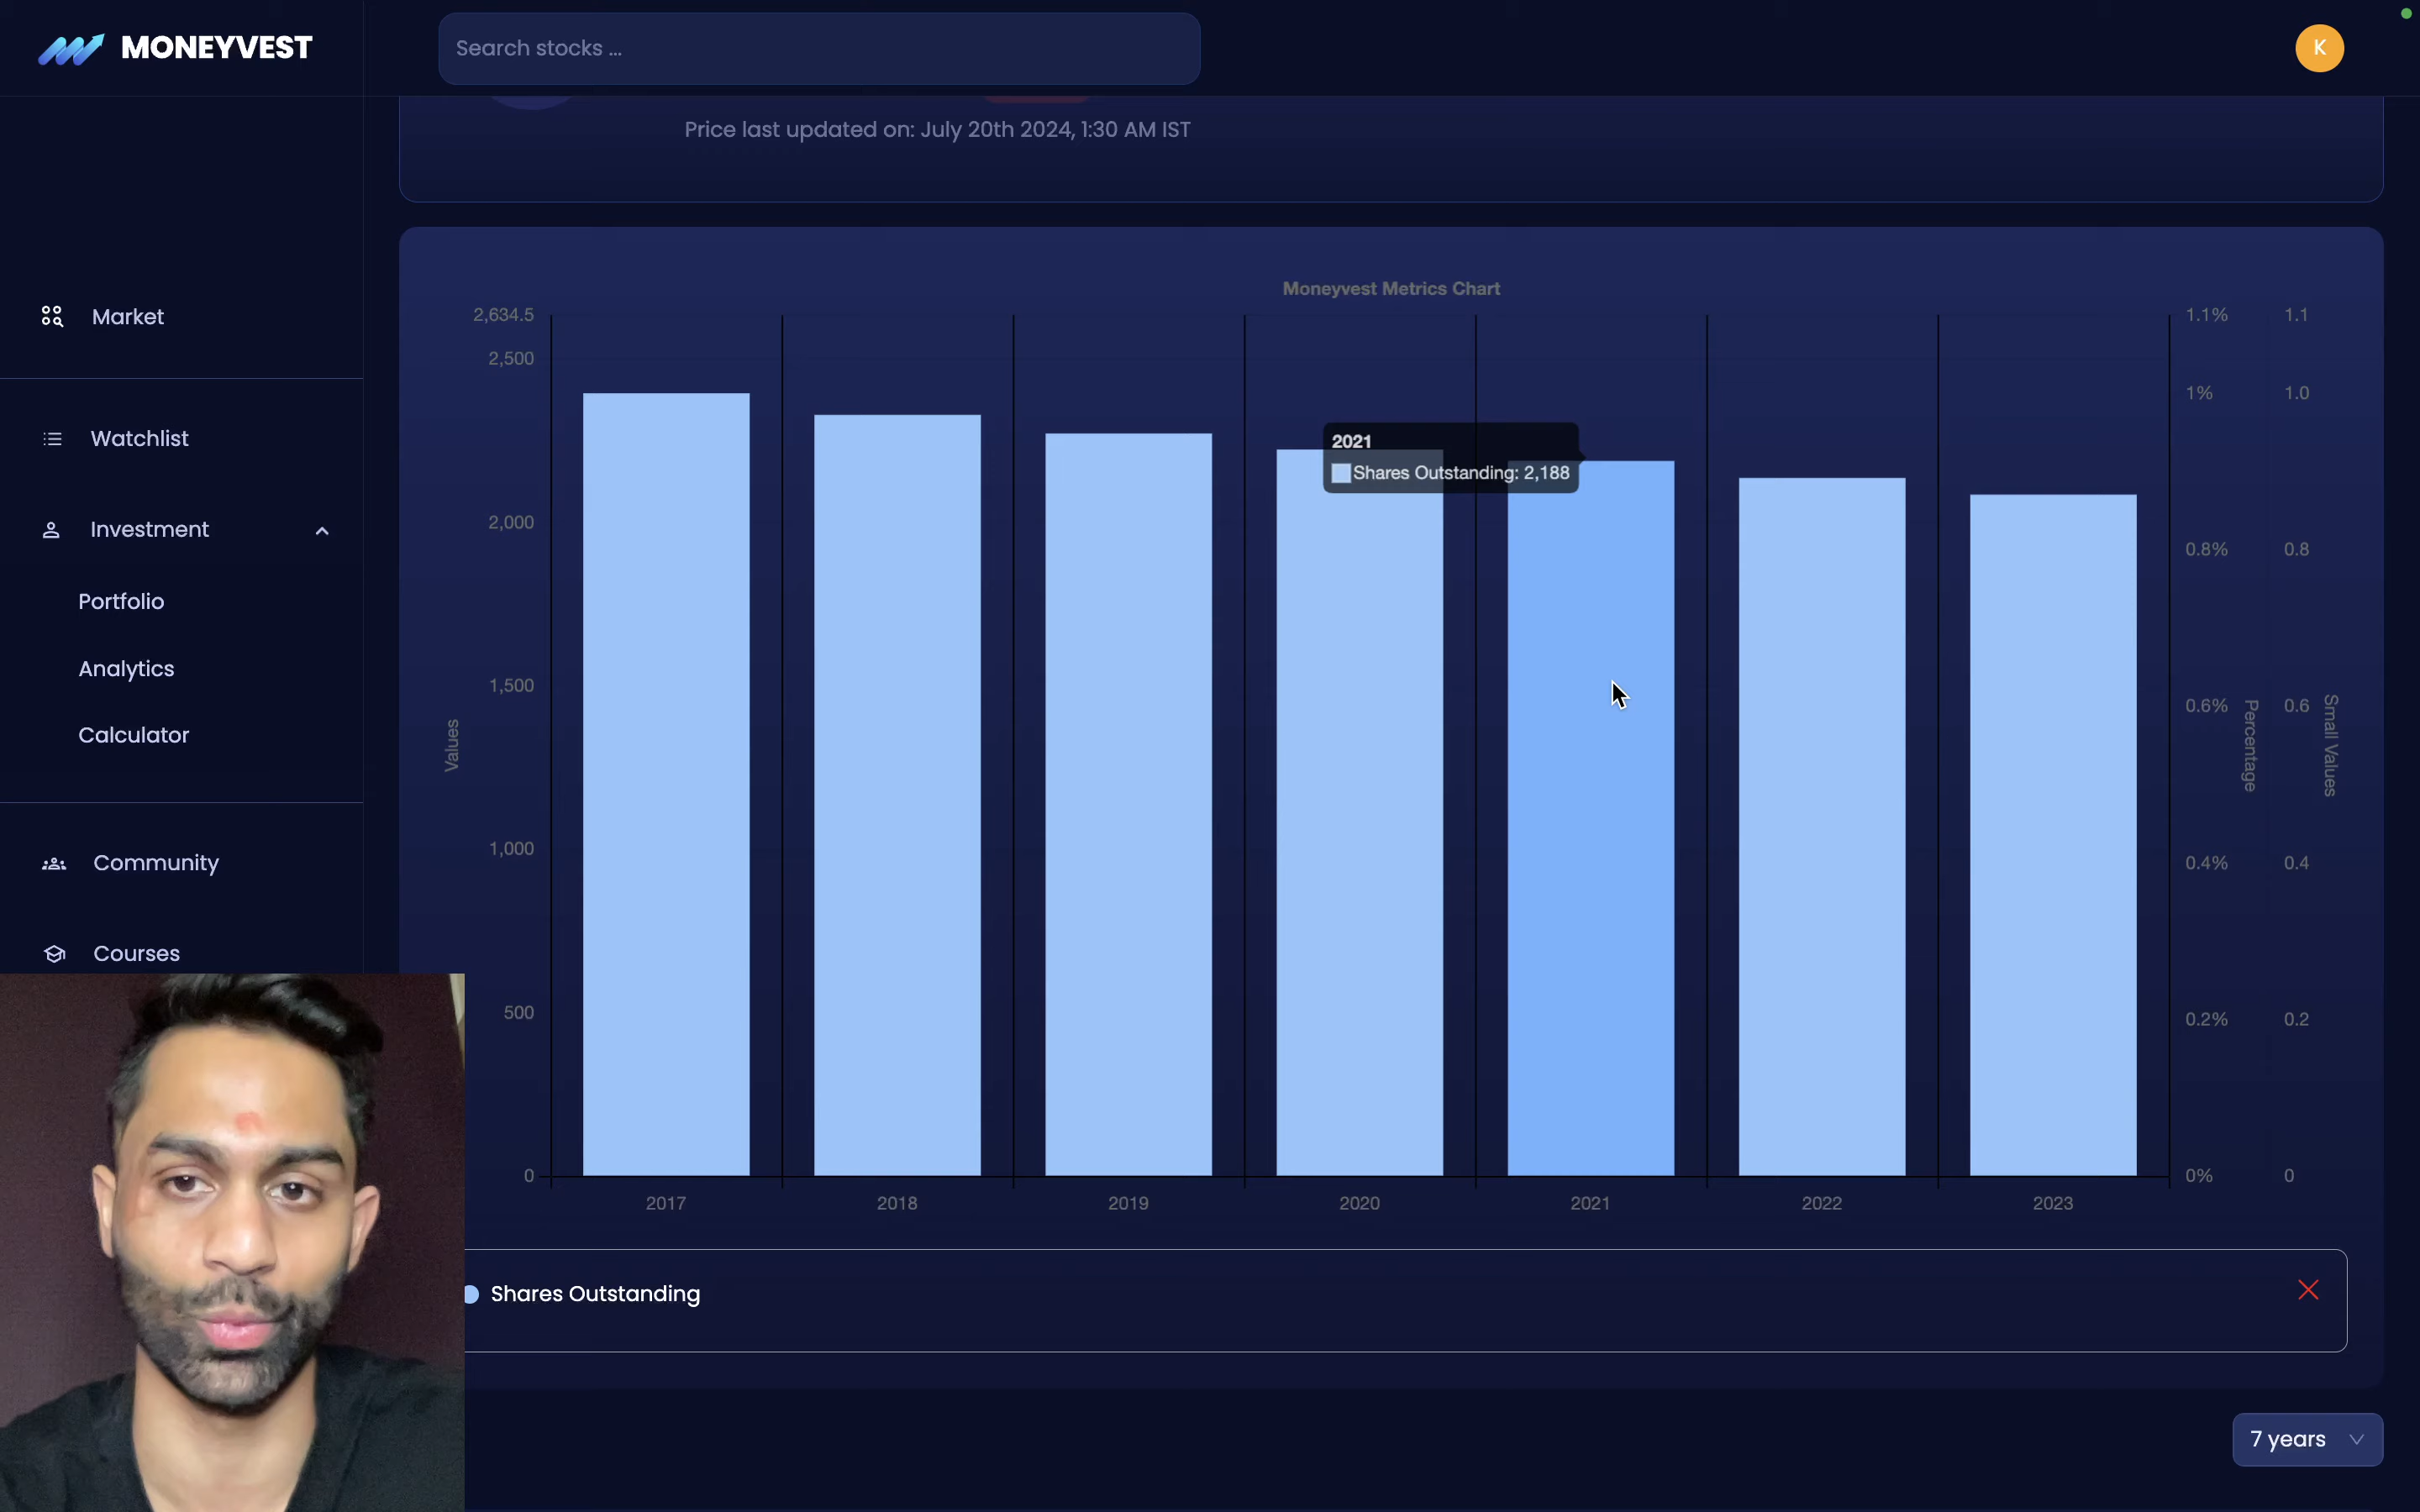 MONEYVEST
Search stocks ...
K
Price last updated on: July 20th 2024, 1:30 AM IST
Market
Watchlist
Investment
Portfolio
Analytics
Calculator
Community
Courses
Moneyvest Metrics Chart
2,634.5
2,500
2,000
1,500
1,000
500
0
Values
2021
Shares Outstanding: 2,188
1.1%
1%
0.8%
0.6%
0.4%
0.2%
0%
Percentage
1.1
1.0
0.8
0.6
0.4
0.2
0
Small Values
2017
2018
2019
2020
2021
2022
2023
Shares Outstanding
7 years